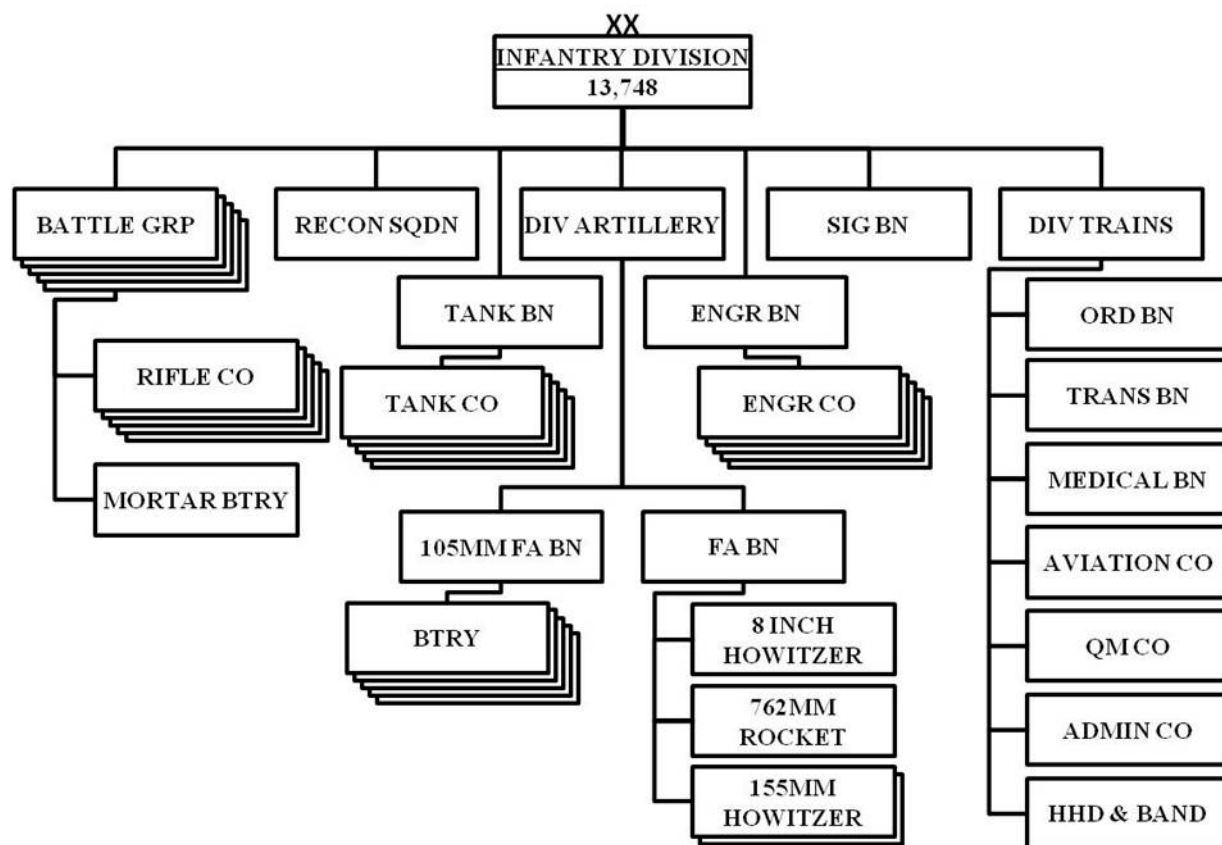 XX
INFANTRY DIVISION
13,748
BATTLE GRP
RECON SQDN
DIV ARTILLERY
SIG BN
DIV TRAINS
TANK BN
ENGR BN
ORD BN
RIFLE CO
TANK CO
ENGR CO
TRANS BN
MORTAR BTRY
MEDICAL BN
105MM FA BN
FA BN
AVIATION CO
BTRY
8 INCH
HOWITZER
QM CO
762MM
ROCKET
ADMIN CO
155MM
HOWITZER
HHD & BAND